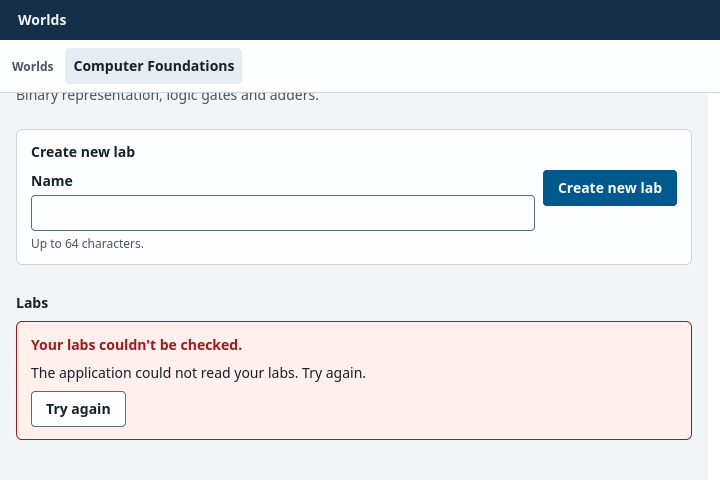 Worlds
Worlds
Computer Foundations
Binary representation, logic gates and adders.
Create new lab
Name
Create new lab
Up to 64 characters.
Labs
Your labs couldn't be checked.
The application could not read your labs. Try again.
Try again